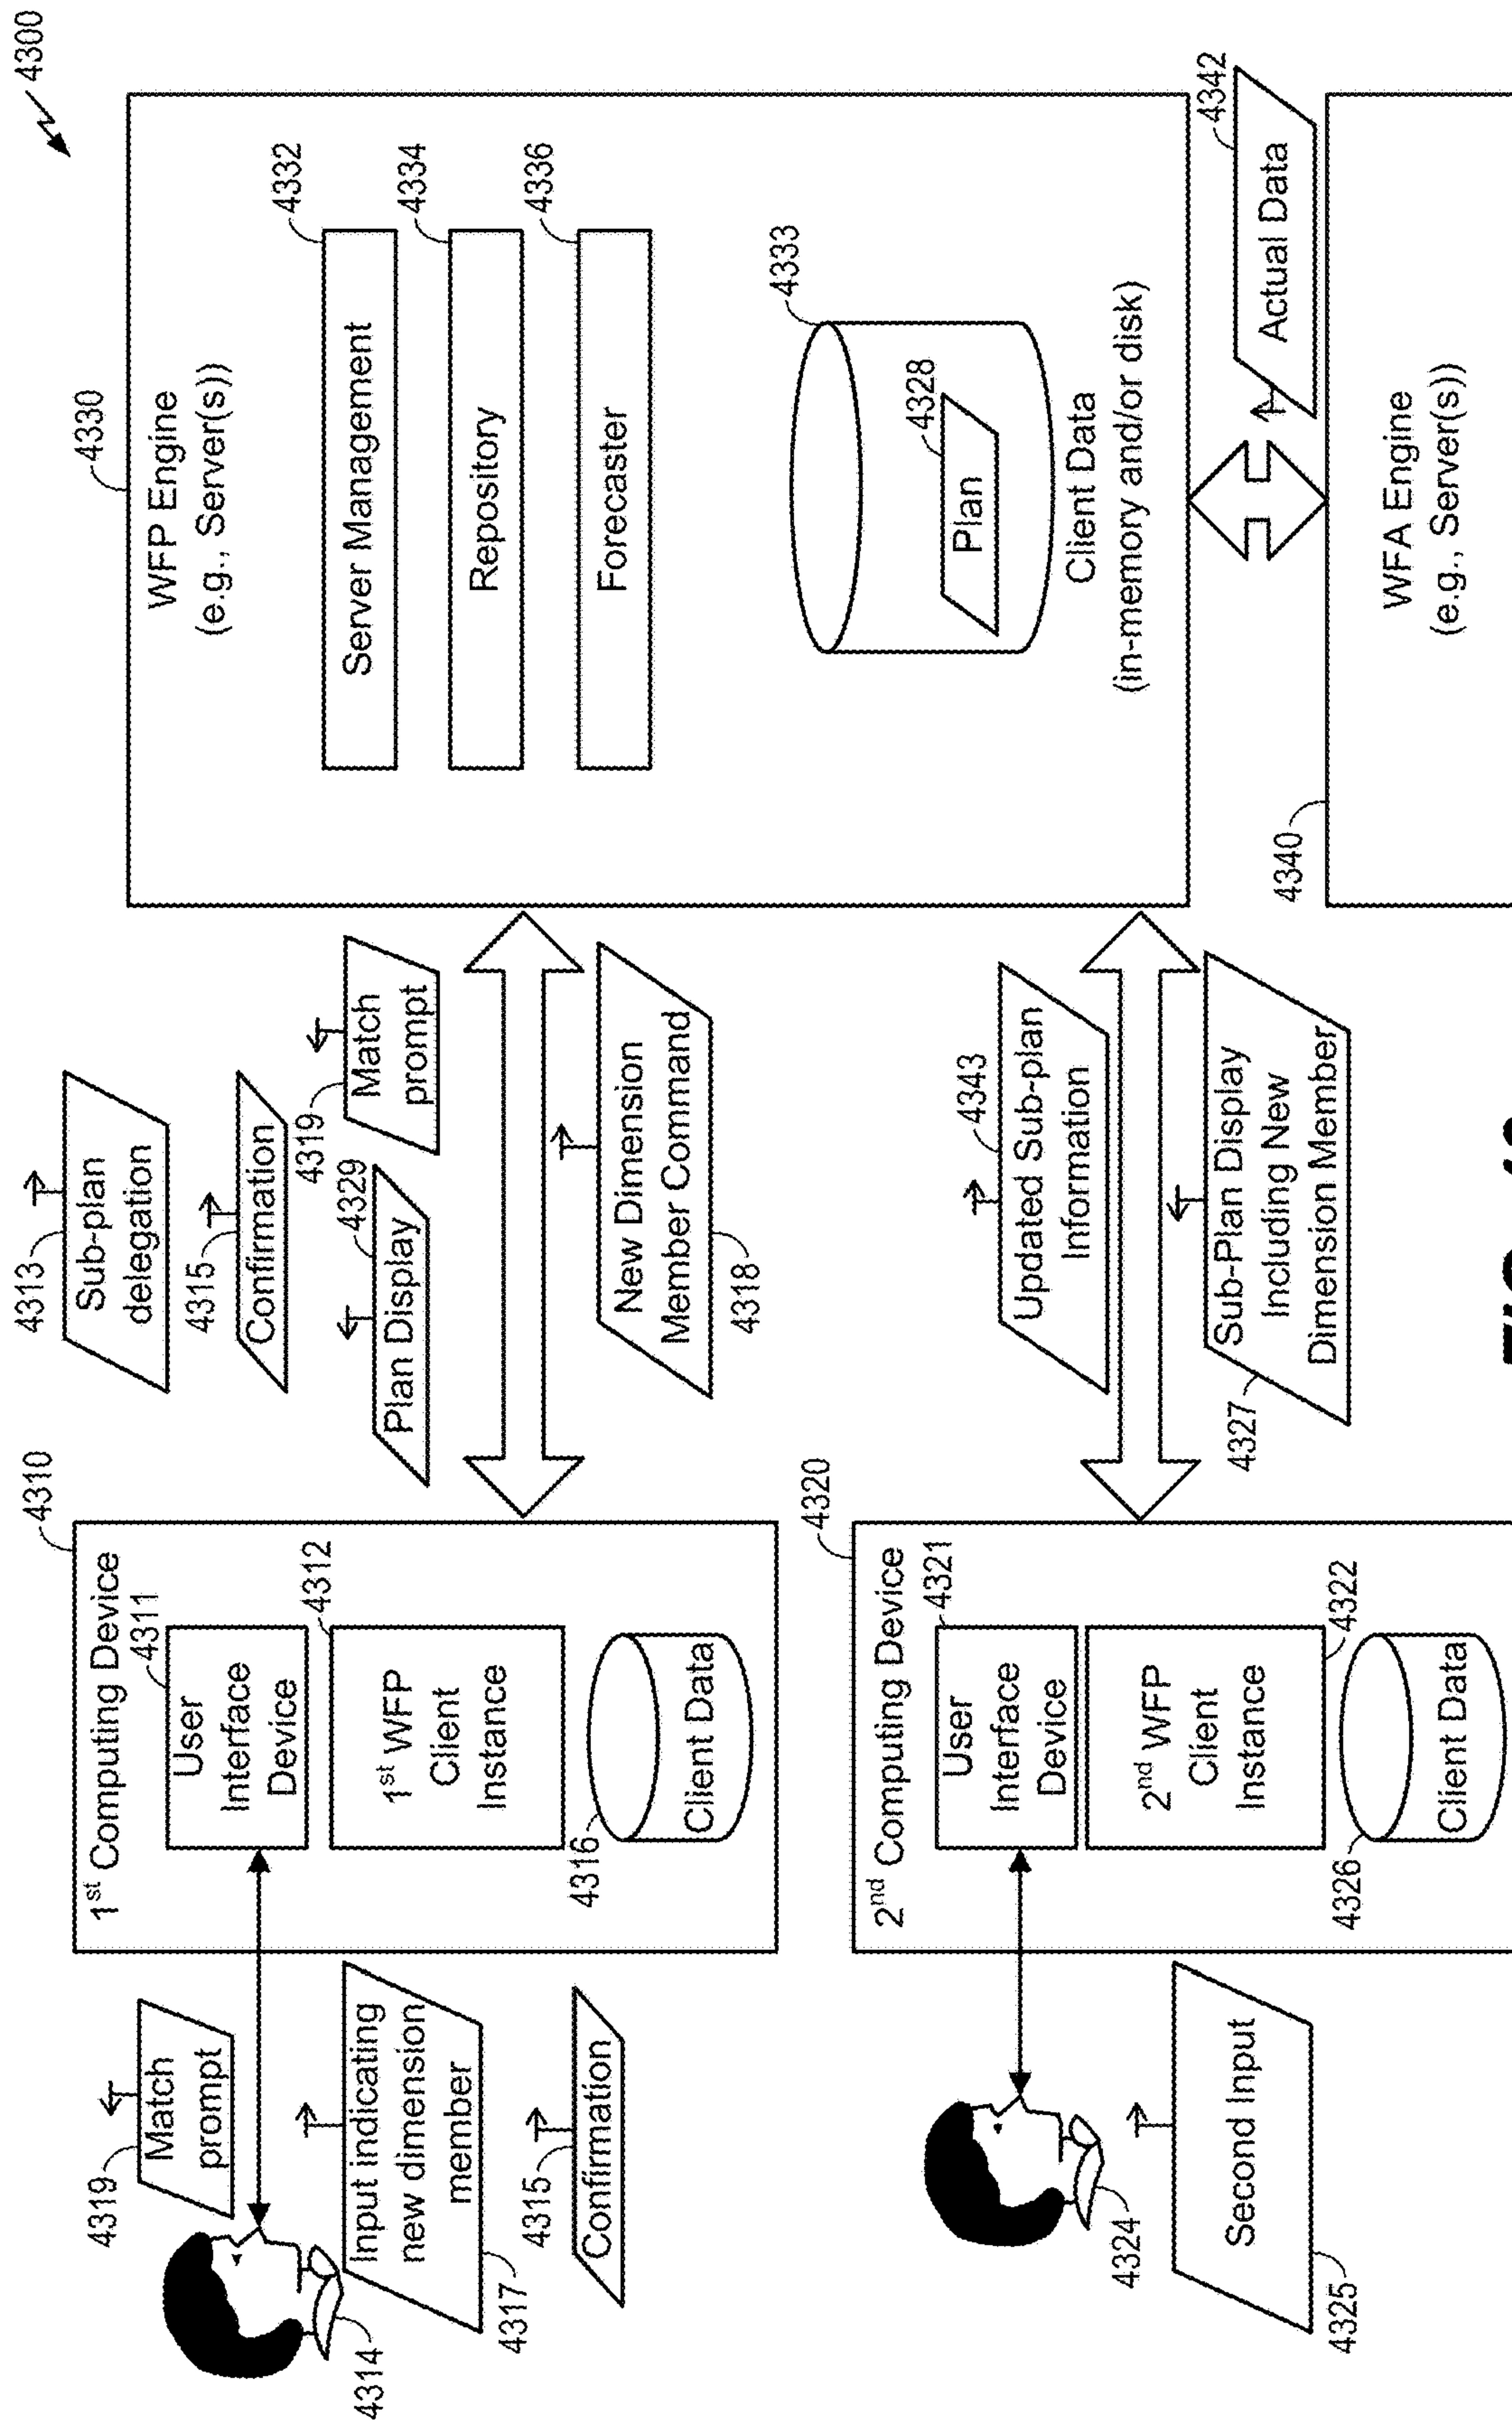 4300
4319
Match
prompt
4314
Input indicating
new dimension
member
4317
4315
Confirmation
4310
1st Computing Device
4311
User
Interface
Device
4312
1st WFP
Client
Instance
4316
Client Data
4313
Sub-plan
delegation
4315
Confirmation
4329
Plan Display
4319
Match
prompt
New Dimension
Member Command
4318
4330
WFP Engine
(e.g., Server(s))
4332
Server Management
4334
Repository
4336
Forecaster
4333
4328
Plan
Client Data
(in-memory and/or disk)
4324
Second Input
4325
4320
2nd Computing Device
4321
User
Interface
Device
2nd WFP
Client
Instance
4322
4326
Client Data
4343
Updated Sub-plan
Information
Sub-Plan Display
Including New
Dimension Member
4327
4342
Actual Data
4340
WFA Engine
(e.g., Server(s))